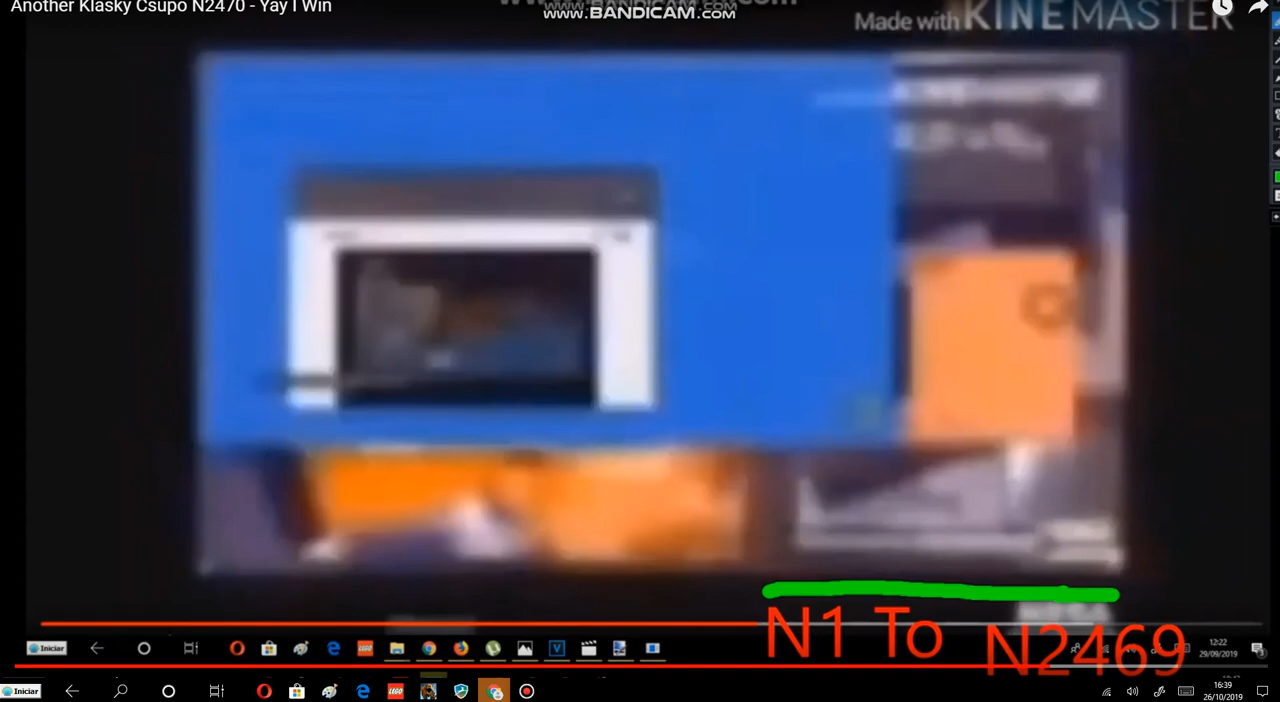 Another Klasky Csupo N2470 - Yay I Win
www.BANDICAM.com
Made with KINEMASTER
N1 To N2469
Iniciar
12:22
29/09/2019
LEGO
Iniciar
16:39
26/10/2019